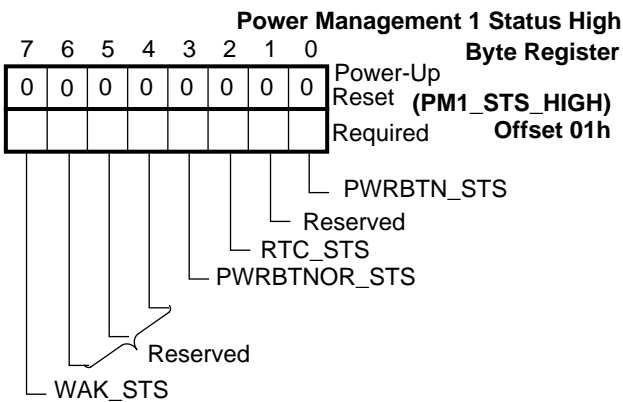 Power Management 1 Status High
Byte Register
7 6 5 4 3 2 1 0
0 0 0 0 0 0 0 0
Power-Up
Reset
(PM1_STS_HIGH)
Required
Offset 01h
PWRBTN_STS
Reserved
RTC_STS
PWRBTNOR_STS
Reserved
WAK_STS